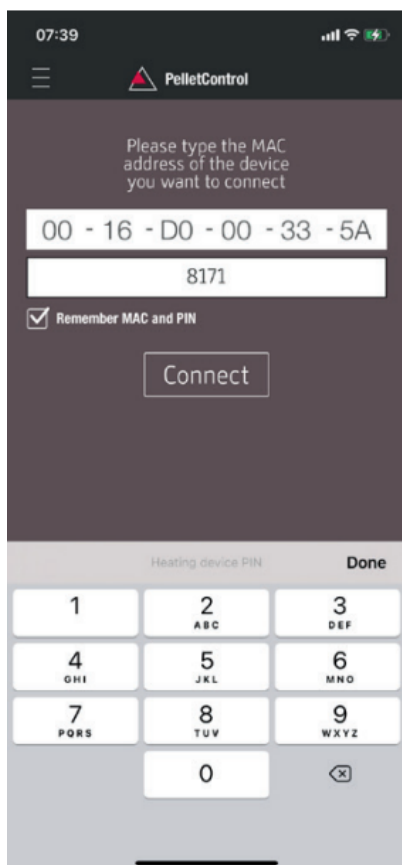 07:39
PelletControl
Please type the MAC
address of the device
you want to connect
00 - 16 - D0 - 00 - 33 - 5A
8171
Remember MAC and PIN
Connect
Heating device PIN Done
1 2 3
ABC DEF
4 5 6
GHI JKL MNO
7 8 9
PQRS TUV WXYZ
0